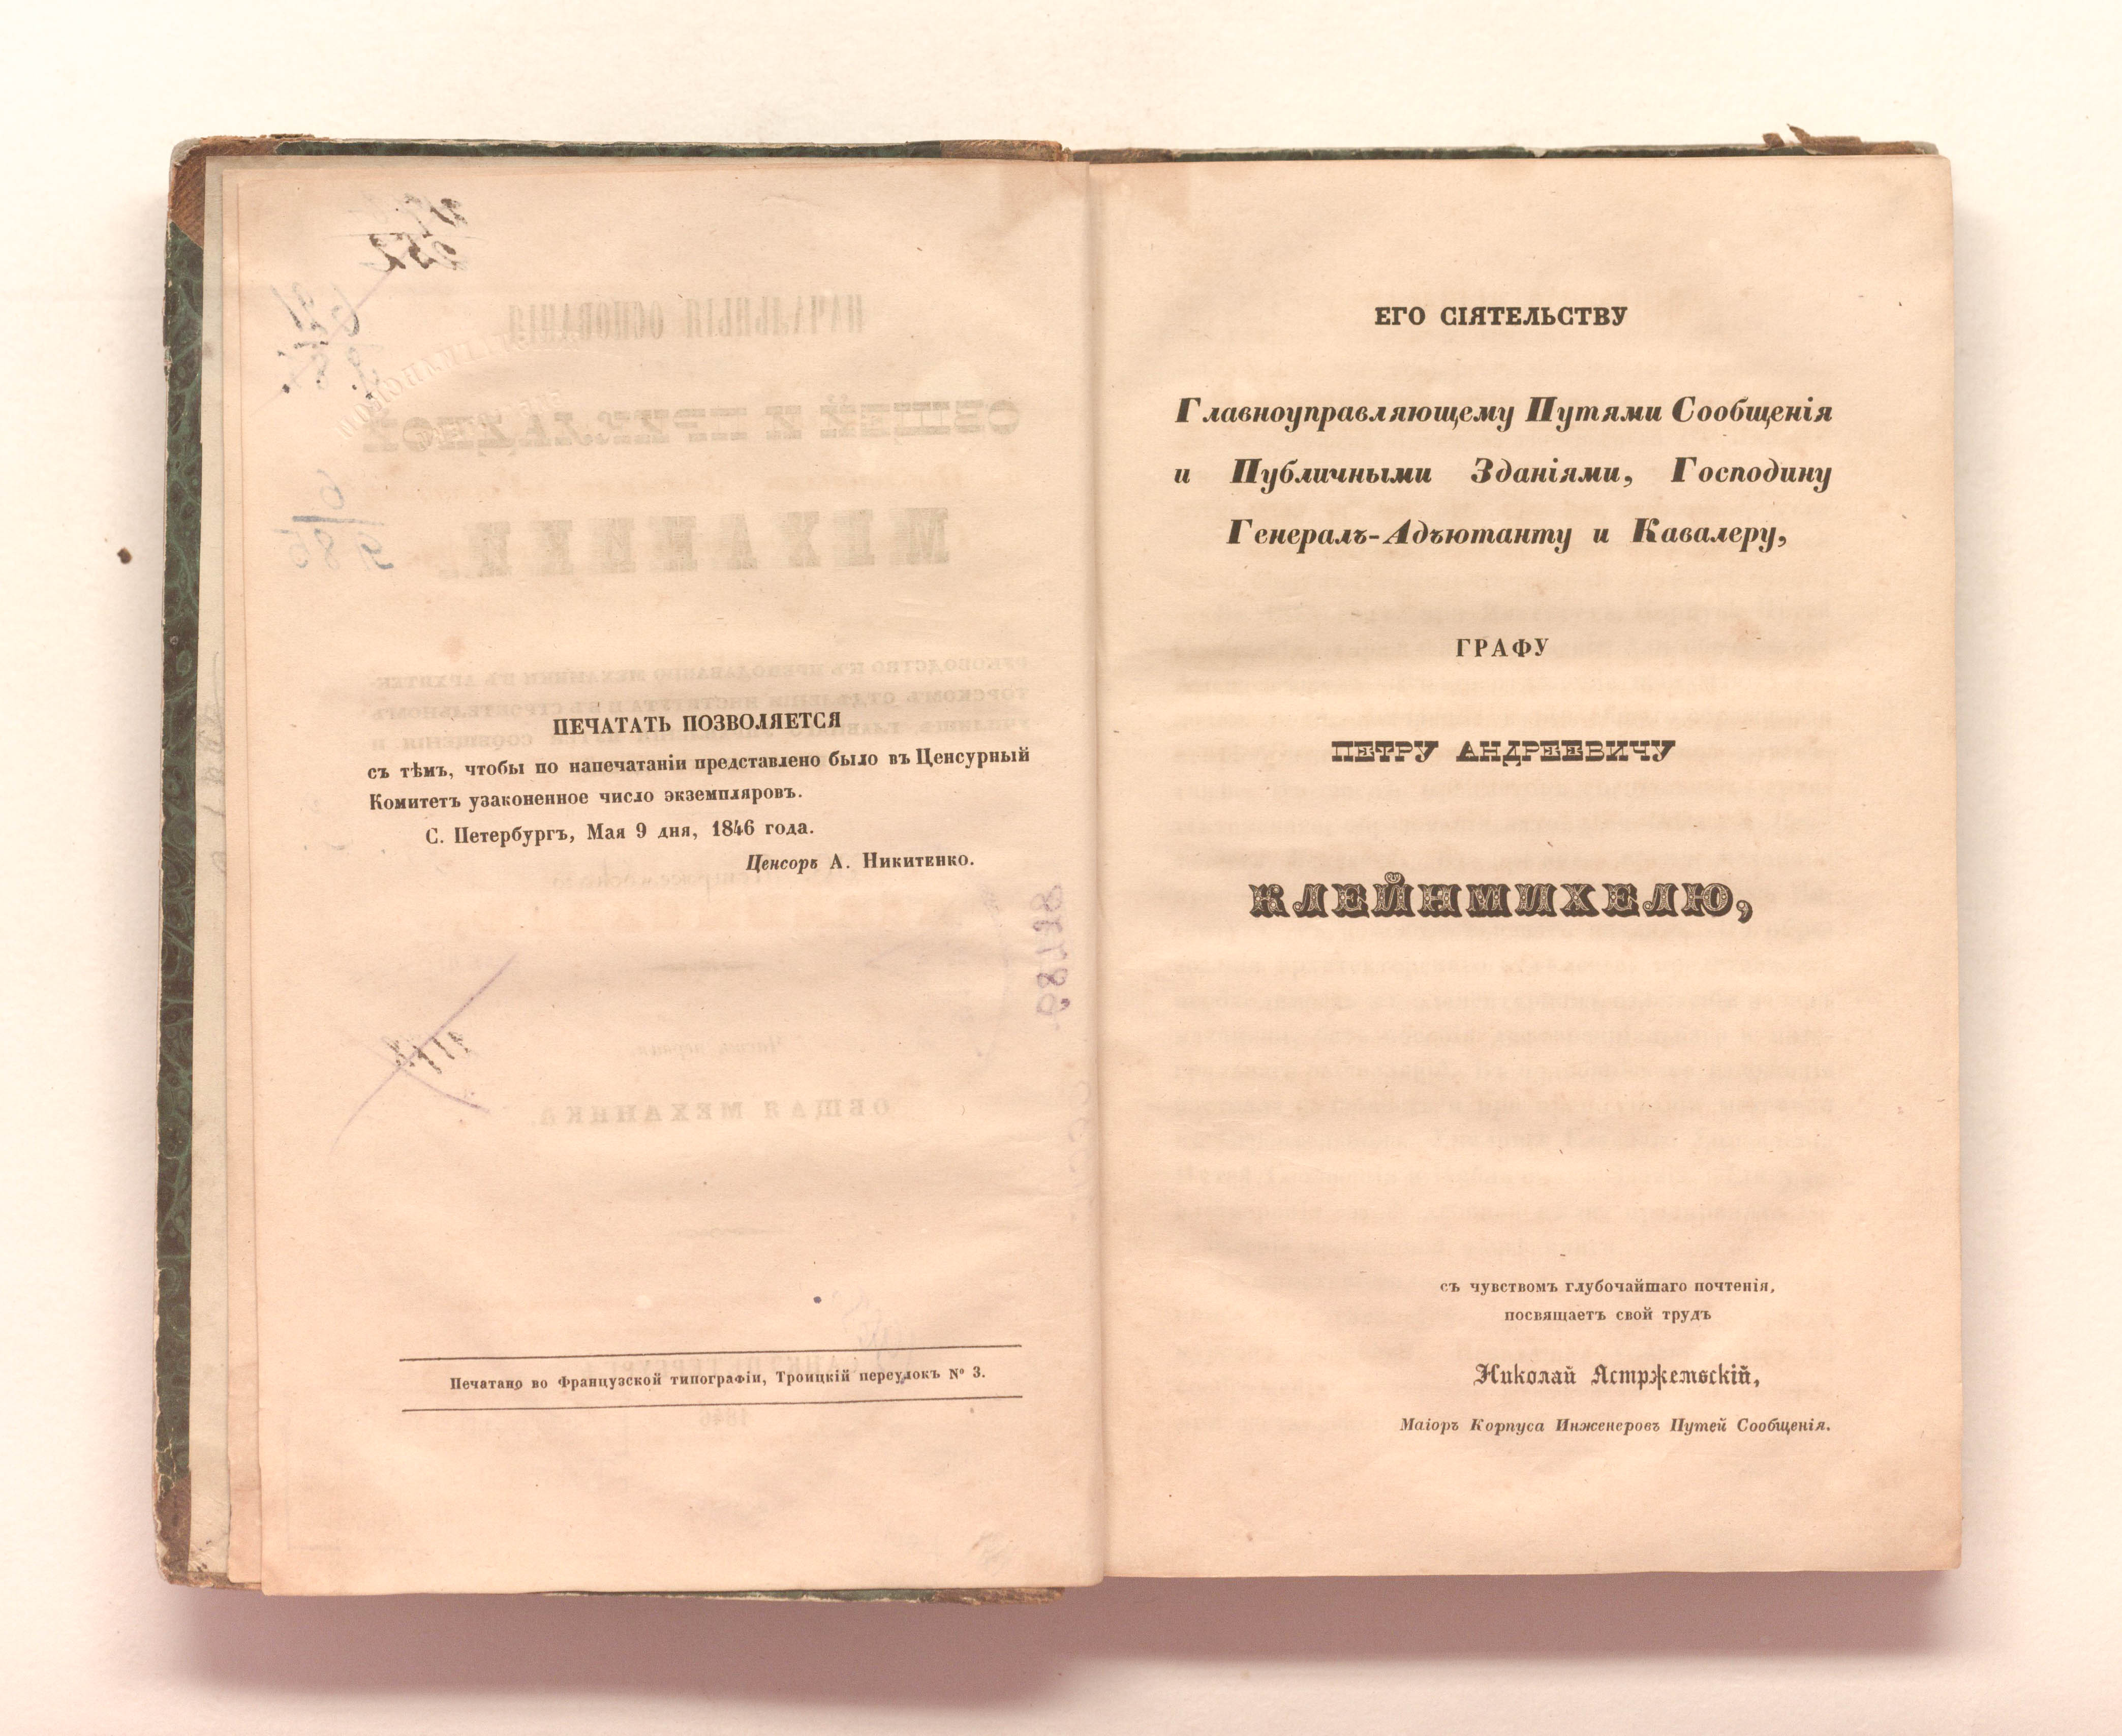 ПЕЧАТАТЬ ПОЗВОЛЯЕТСЯ
съ тѣмъ, чтобы по напечатаніи представлено было въ Ценсурный
Комитетъ узаконенное число экземпляровъ.
С. Петербургъ, Мая 9 дня, 1846 года.
Ценсоръ А. Никитенко.
Печатано во Французской типографіи, Троицкій переулокъ № 3.
ЕГО СІЯТЕЛЬСТВУ
Главноуправляющему Путями Сообщенія
и Публичными Зданіями, Господину
Генералъ-Адъютанту и Кавалеру,
ГРАФУ
ПЕТРУ АНДРЕЕВИЧУ
КЛЕЙНМИХЕЛЮ,
съ чувствомъ глубочайшаго почтенія,
посвящаетъ свой трудъ
Николай Ястржемвскій,
Маіоръ Корпуса Инженеровъ Путей Сообщенія.